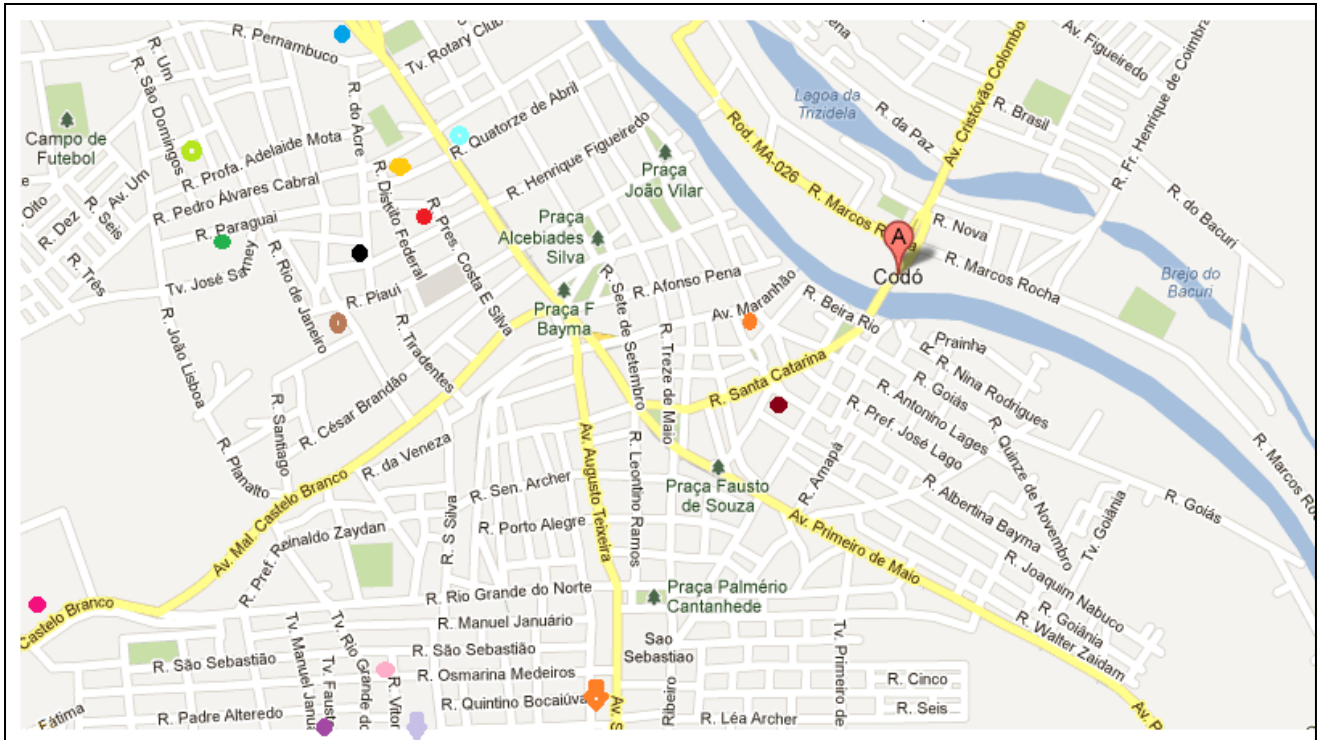 R. Pernambuco
Tv. Rotary Club
R. Um
R. São Domingos
R. do Acre
Campo de
Futebol
R. Quatorze de Abril
R. Profa. Adelaide Mota
R. Pedro Álvares Cabral
R. Henrique Figueiredo
Praça
João Vilar
Av. Um
R. Seis
R. Dez
Oito
R. Três
R. Paraguai
R. Distrito Federal
R. Pres. Costa E Silva
Praça
Alcebiades
Silva
Tv. José Sarney
R. Rio de Janeiro
R. Piauí
Praça F
Bayma
R. Sete de Setembro
R. Afonso Pena
Av. Maranhão
R. Beira Rio
Lagoa da
Trizidela
R. da Paz
R. Brasil
Av. Figueiredo
Av. Cristóvão Colombo
R. Fr. Henrique de Coimbra
Rod. MA-026
R. Marcos Rocha
A
Codó
R. Nova
R. Marcos Rocha
R. do Bacuri
Brejo do
Bacuri
R. João Lisboa
R. Tiradentes
R. Treze de Maio
R. Santa Catarina
Prainha
R. Nina Rodrigues
R. Goiás
R. Antonino Lages
R. Pref. José Lago
R. Quinze de Novembro
R. Santiago
R. César Brandão
R. Planalto
R. da Veneza
Av. Mal. Castelo Branco
R. Sen. Archer
Av. Augusto Teixeira
R. Leontino Ramos
Praça Fausto
de Souza
R. Amapá
R. Albertina Bayma
Tv. Goiânia
R. Goiás
R. Porto Alegre
R. S Silva
R. Pref. Reinaldo Zaydan
Av. Primeiro de Maio
R. Joaquim Nabuco
R. Goiânia
R. Walter Zaidam
Castelo Branco
R. Rio Grande do Norte
Praça Palmério
Cantanhede
R. Manuel Januário
R. São Sebastião
R. São Sebastião
Sao
Sebastiao
R. Osmarina Medeiros
R. Quintino Bocaiúva
R. Padre Alteredo
Fátima
R. Vitor
R. Léa Archer
Tv. Primeiro de
R. Cinco
R. Seis
Ribeiro